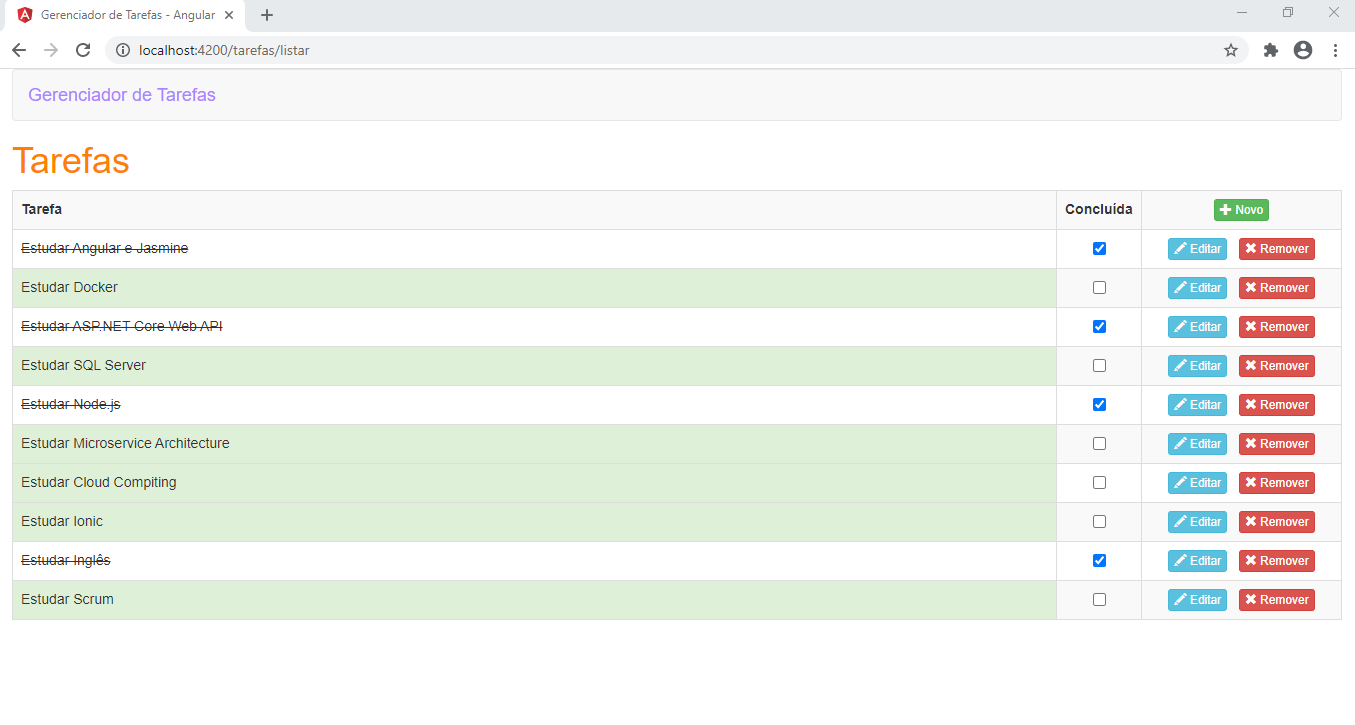 Gerenciador de Tarefas - Angular
localhost:4200/tarefas/listar
Gerenciador de Tarefas
Tarefas
Tarefa Concluída Novo
Estudar Angular e Jasmine Editar Remover
Estudar Docker Editar Remover
Estudar ASP.NET Core Web API Editar Remover
Estudar SQL Server Editar Remover
Estudar Node.js Editar Remover
Estudar Microservice Architecture Editar Remover
Estudar Cloud Compiting Editar Remover
Estudar Ionic Editar Remover
Estudar Inglês Editar Remover
Estudar Scrum Editar Remover